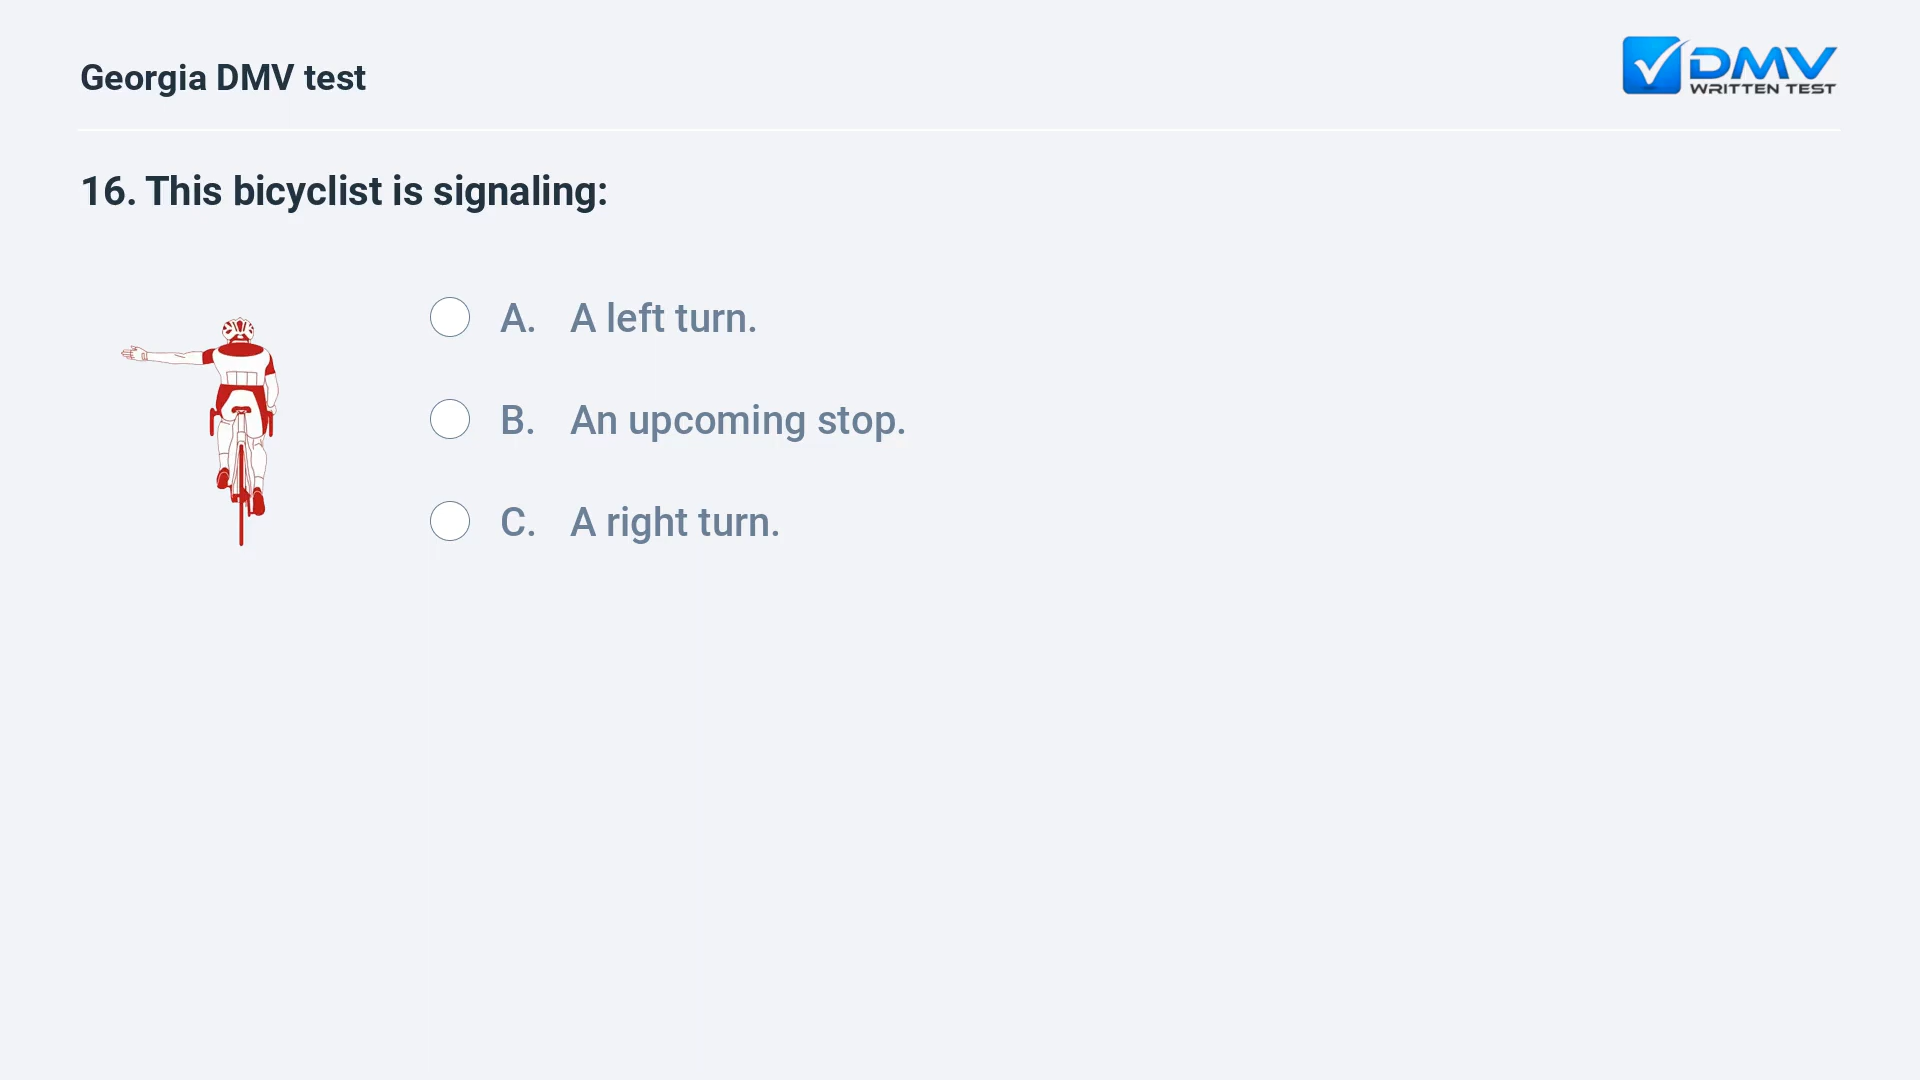 Georgia DMV test
DMV
WRITTEN TEST
16. This bicyclist is signaling:
A. A left turn.
B. An upcoming stop.
C. A right turn.